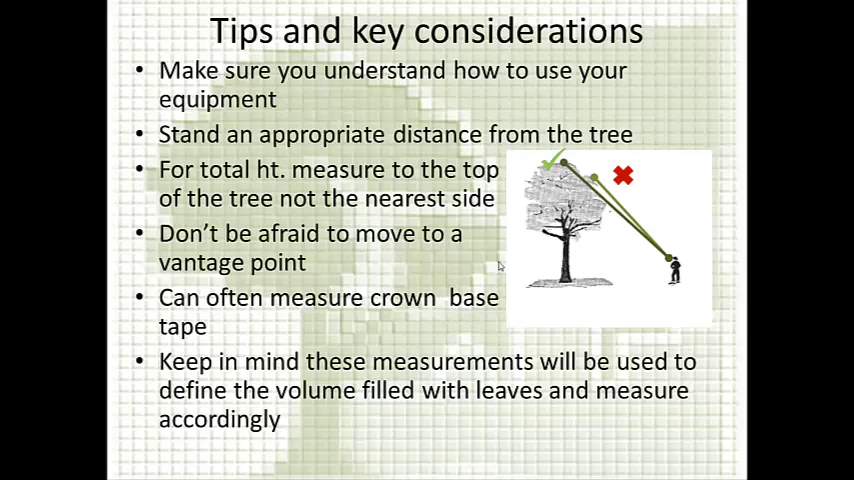 Tips and key considerations
• Make sure you understand how to use your
equipment
• Stand an appropriate distance from the tree
• For total ht. measure to the top
of the tree not the nearest side
• Don’t be afraid to move to a
vantage point
• Can often measure crown  base
tape
• Keep in mind these measurements will be used to
define the volume filled with leaves and measure
accordingly